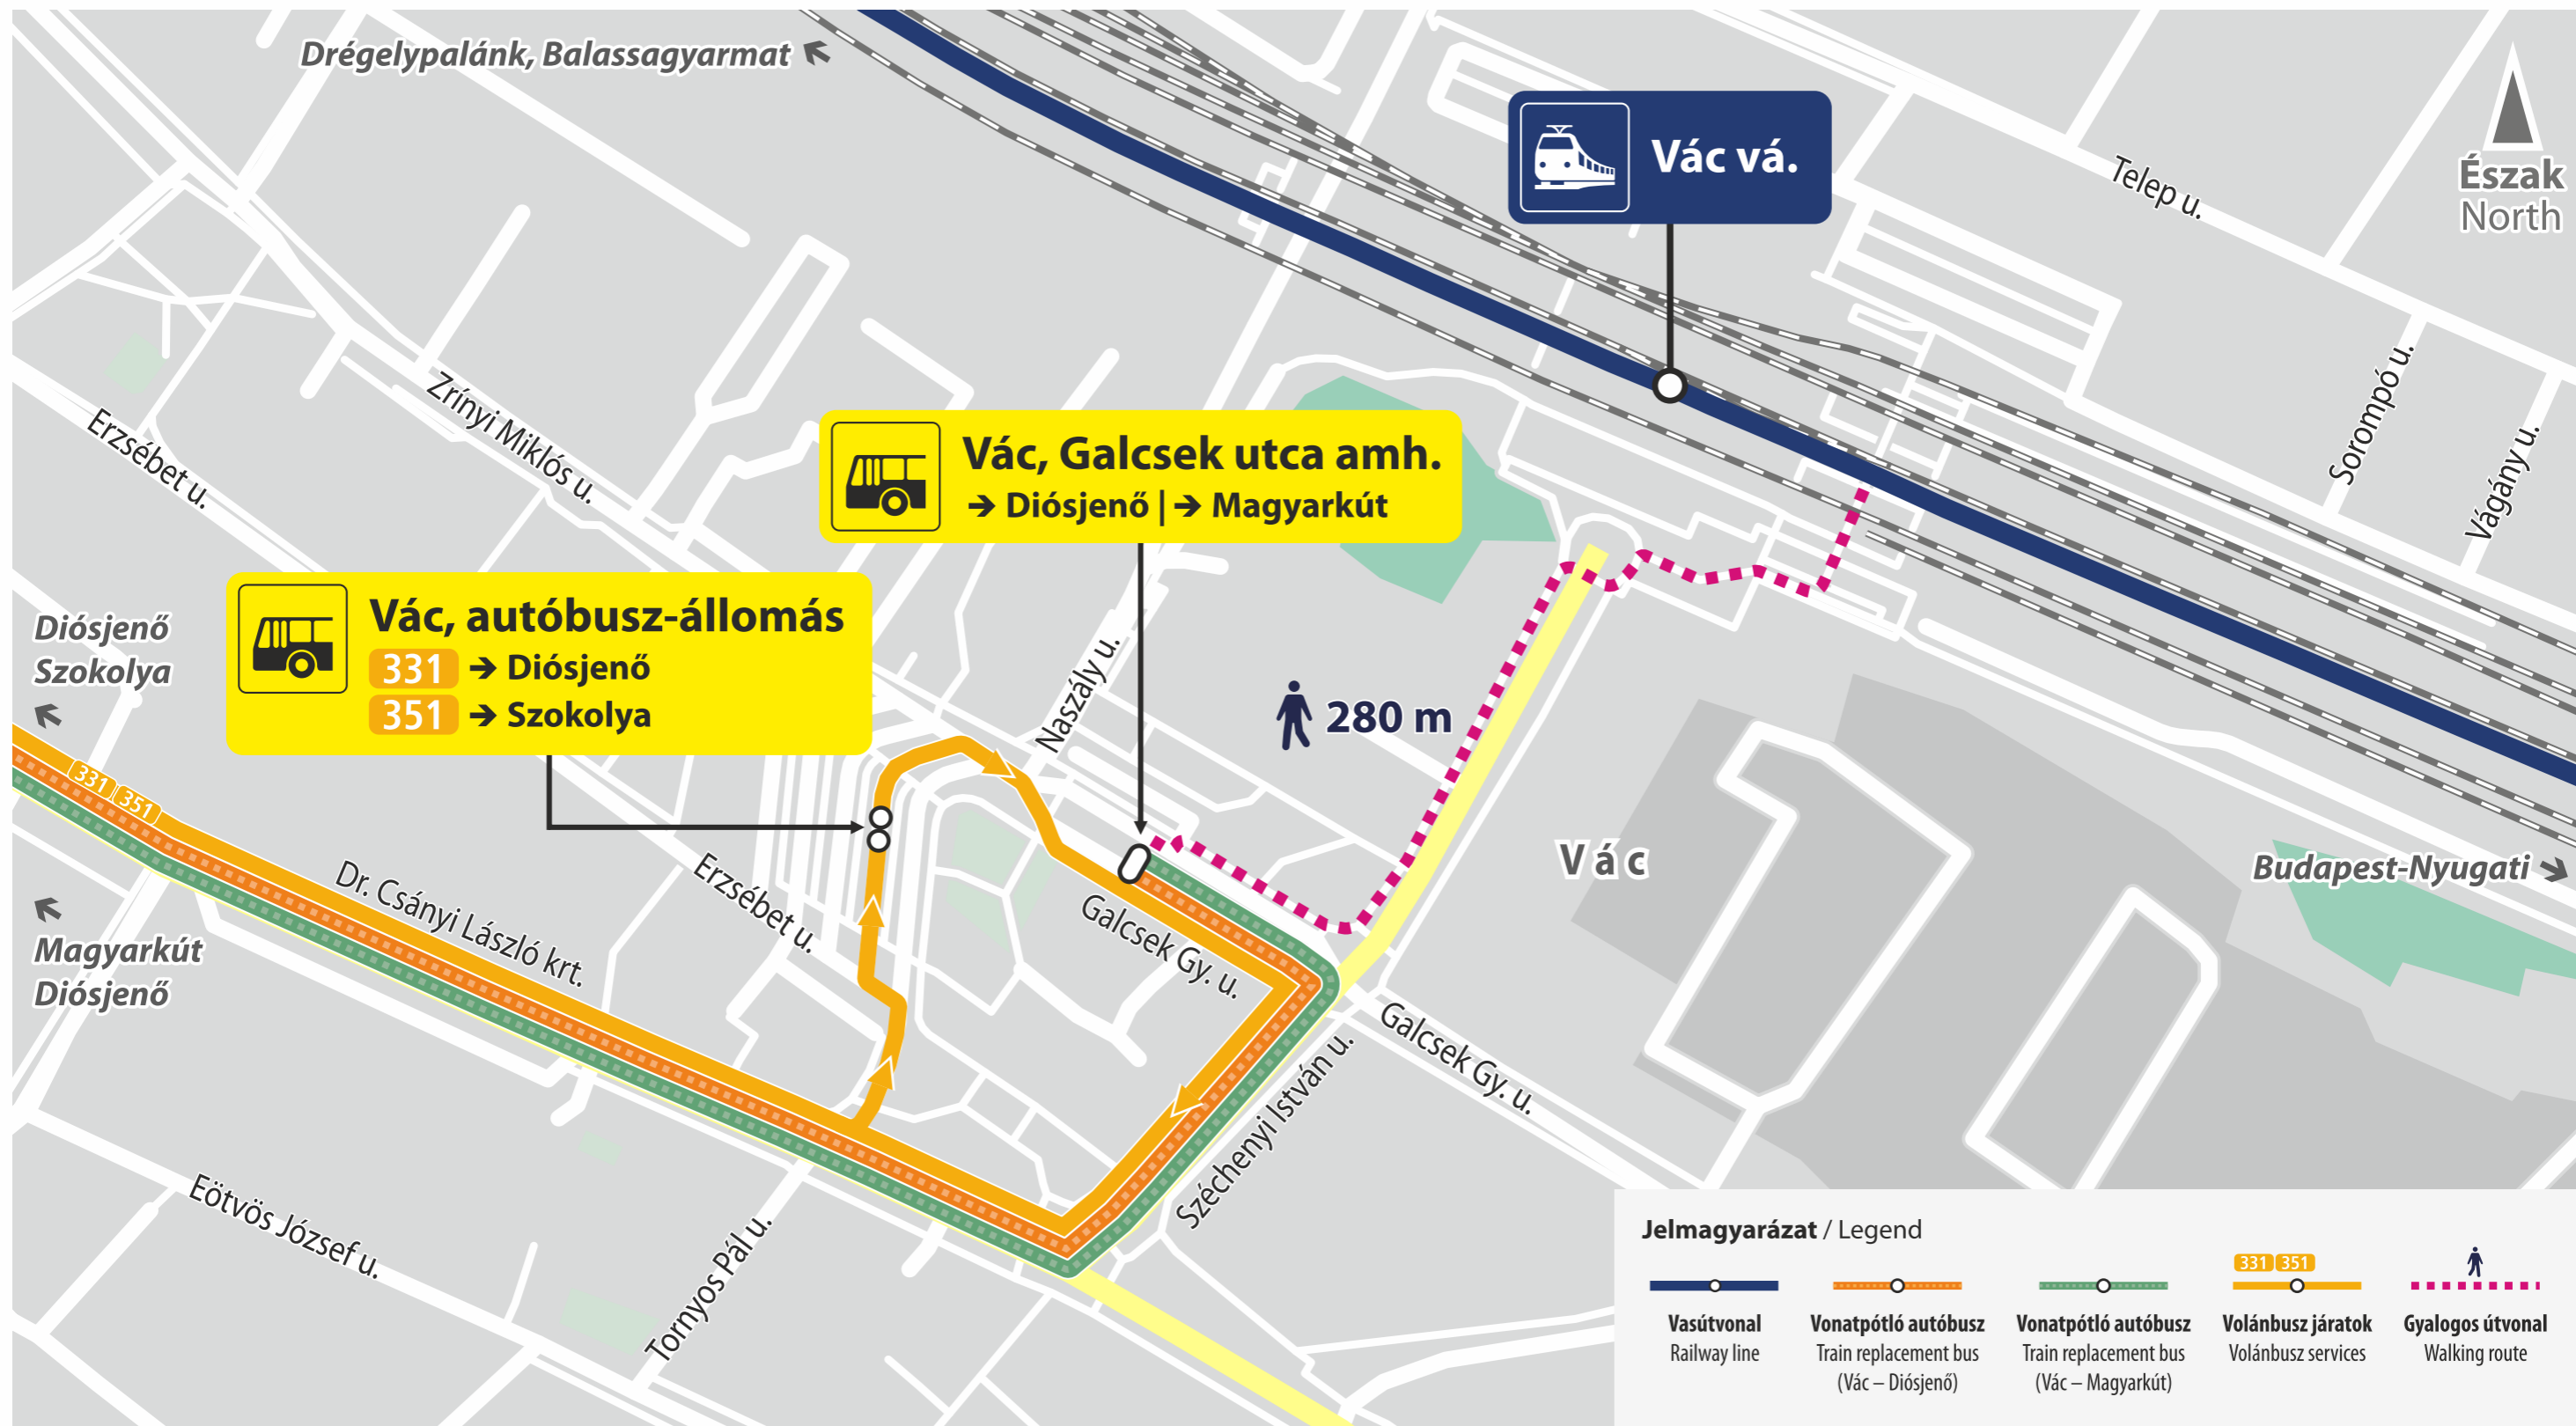 Drégelypalánk, Balassagyarmat
Vác vá.
Észak
North
Telep u.
Sorompó u.
Vágány u.
Zrínyi Miklós u.
Erzsébet u.
Vác, Galcsek utca amh.
→ Diósjenő | → Magyarkút
Vác, autóbusz-állomás
331 → Diósjenő
351 → Szokolya
Diósjenő
Szokolya
Naszály u.
280 m
331 351
Vác
Budapest-Nyugati
Dr. Csányi László krt.
Erzsébet u.
Galcsek Gy. u.
Magyarkút
Diósjenő
Galcsek Gy. u.
Széchenyi István u.
Eötvös József u.
Tornyos Pál u.
Jelmagyarázat / Legend
Vasútvonal
Railway line
Vonatpótló autóbusz
Train replacement bus
(Vác – Diósjenő)
Vonatpótló autóbusz
Train replacement bus
(Vác – Magyarkút)
331 351
Volánbusz járatok
Volánbusz services
Gyalogos útvonal
Walking route